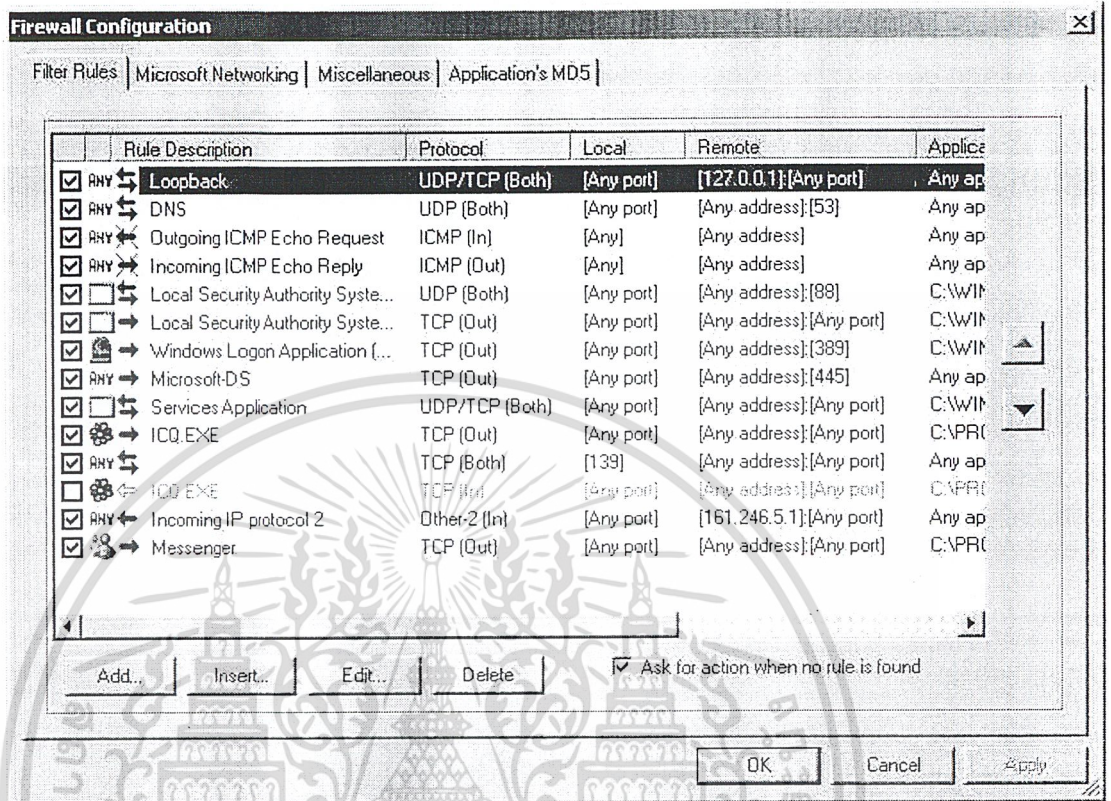 Firewall Configuration
Filter Rules Microsoft Networking Miscellaneous Application's MD5
Rule Description Protocol Local Remote Applica
ANY Loopback UDP/TCP (Both) [Any port] [127.0.0.1]:[Any port] Any ap
ANY DNS UDP (Both) [Any port] [Any address]:[53] Any ap
ANY Outgoing ICMP Echo Request ICMP (In) [Any] [Any address] Any ap
ANY Incoming ICMP Echo Reply ICMP (Out) [Any] [Any address] Any ap
Local Security Authority Syste... UDP (Both) [Any port] [Any address]:[88] C:\WIN
Local Security Authority Syste... TCP (Out) [Any port] [Any address]:[Any port] C:\WIN
Windows Logon Application (... TCP (Out) [Any port] [Any address]:[389] C:\WIN
ANY Microsoft-DS TCP (Out) [Any port] [Any address]:[445] Any ap
Services Application UDP/TCP (Both) [Any port] [Any address]:[Any port] C:\WIN
ICQ.EXE TCP (Out) [Any port] [Any address]:[Any port] C:\PRO
ANY TCP (Both) [139] [Any address]:[Any port] Any ap
ICQ.EXE TCP (In) [Any port] [Any address]:[Any port] C:\PRO
ANY Incoming IP protocol 2 Other-2 (In) [Any port] [161.246.5.1]:[Any port] Any ap
Messenger TCP (Out) [Any port] [Any address]:[Any port] C:\PRO
Add... Insert... Edit... Delete Ask for action when no rule is found
OK Cancel Apply